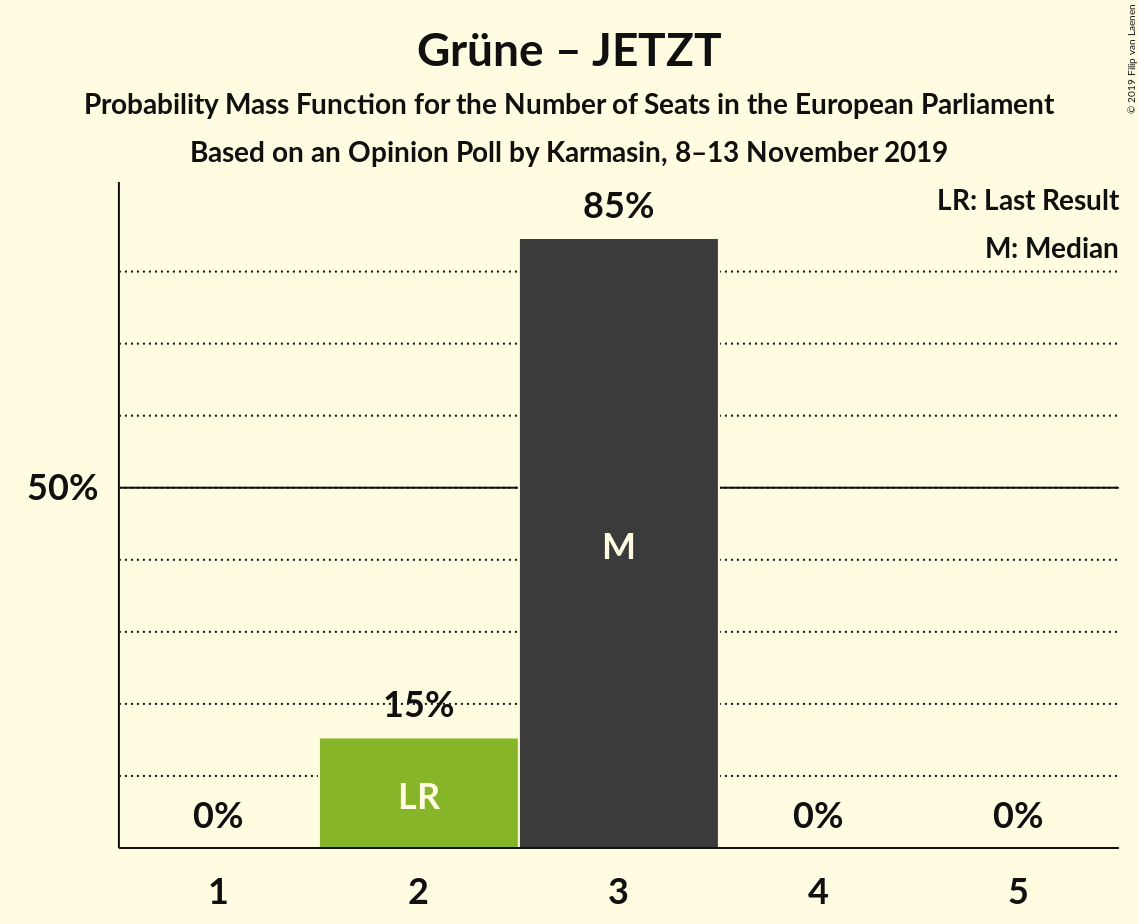 Grüne – JETZT
Probability Mass Function for the Number of Seats in the European Parliament
Based on an Opinion Poll by Karmasin, 8–13 November 2019
© 2019 Filip van Laenen
LR: Last Result
M: Median
85%
50%
M
15%
LR
0%
0%
0%
1
2
3
4
5